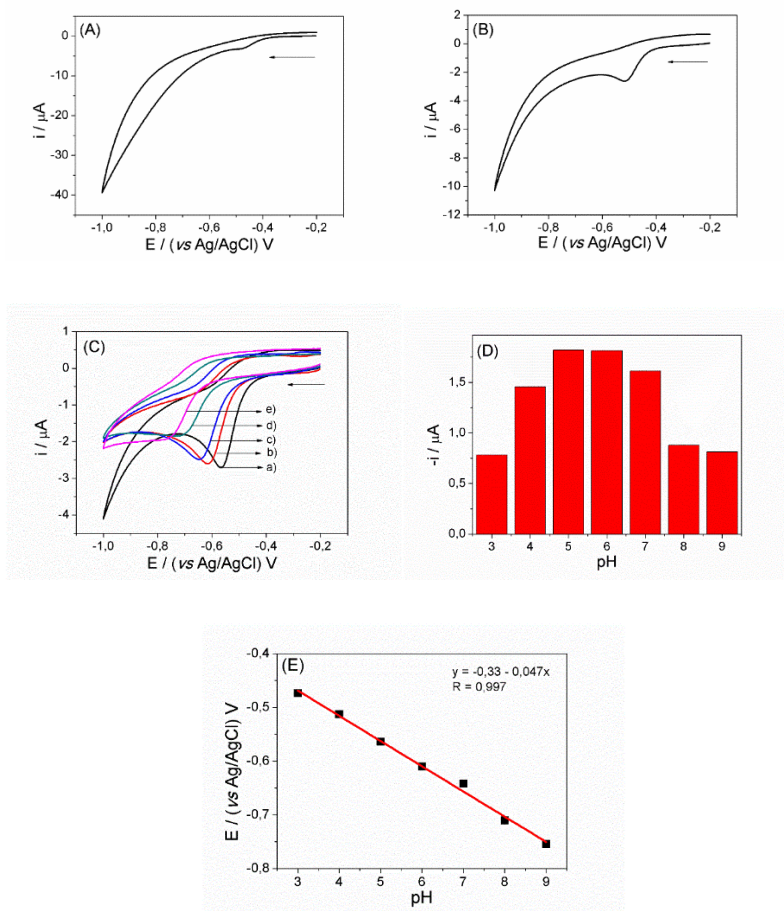 (A)
0
-10
-20
-30
-40
i / μA
-1,0 -0,8 -0,6 -0,4 -0,2
E / (vs Ag/AgCl) V
(B)
2
0
-2
-4
-6
-8
-10
-12
i / μA
-1,0 -0,8 -0,6 -0,4 -0,2
E / (vs Ag/AgCl) V
(C)
1
0
-1
-2
-3
-4
i / μA
e)
d)
c)
b)
a)
-1,0 -0,8 -0,6 -0,4 -0,2
E / (vs Ag/AgCl) V
(D)
1,5
1,0
0,5
0,0
-i / μA
3 4 5 6 7 8 9
pH
(E)
y = -0,33 - 0,047x
R = 0,997
-0,4
-0,5
-0,6
-0,7
-0,8
E / (vs Ag/AgCl) V
3 4 5 6 7 8 9
pH